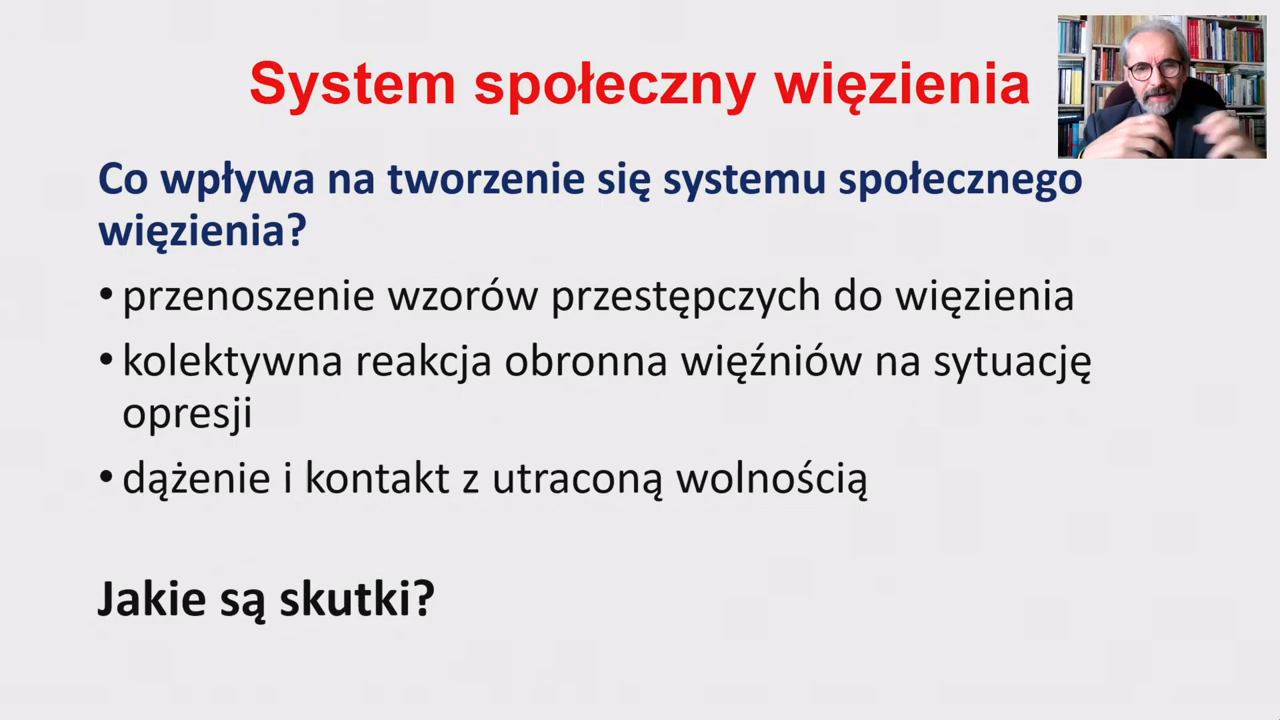 System społeczny więzienia
Co wpływa na tworzenie się systemu społecznego
więzienia?
• przenoszenie wzorów przestępczych do więzienia
• kolektywna reakcja obronna więźniów na sytuację
opresji
• dążenie i kontakt z utraconą wolnością
Jakie są skutki?